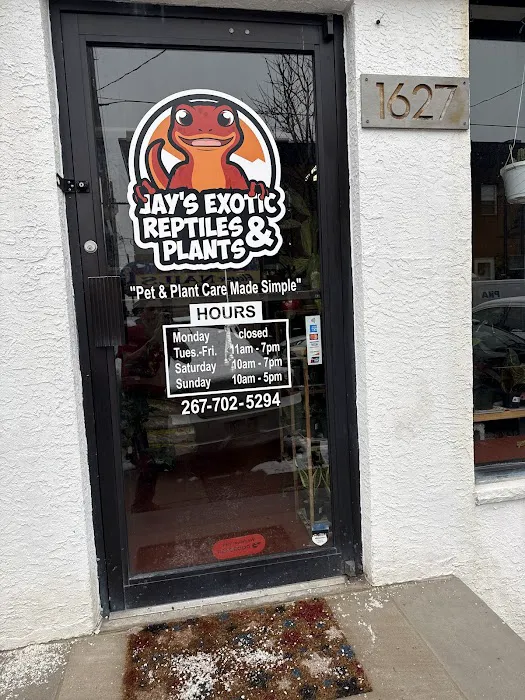 1627
JAY'S EXOTIC
REPTILES &
PLANTS
"Pet & Plant Care Made Simple"
HOURS
Monday closed
Tues.-Fri. 11am - 7pm
Saturday 10am - 7pm
Sunday 10am - 5pm
267-702-5294